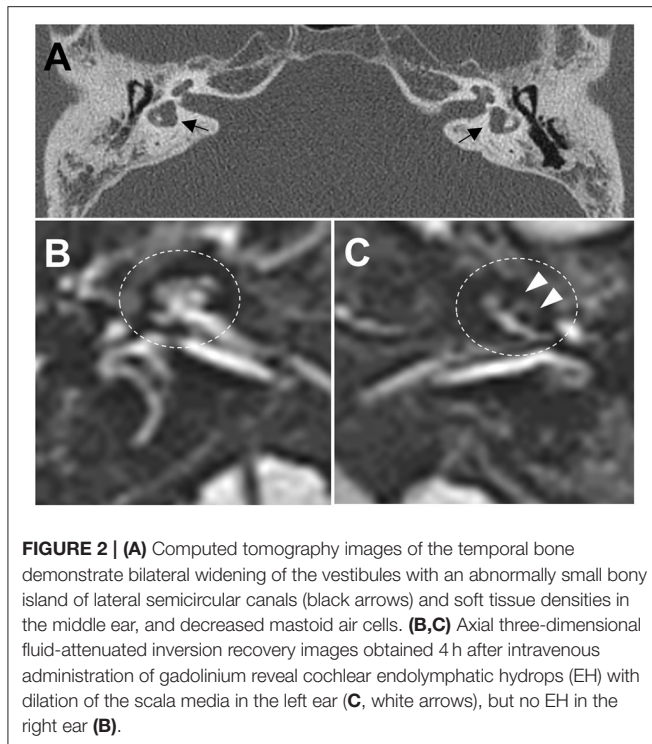 A
B
C
FIGURE 2 | (A) Computed tomography images of the temporal bone
demonstrate bilateral widening of the vestibules with an abnormally small bony
island of lateral semicircular canals (black arrows) and soft tissue densities in
the middle ear, and decreased mastoid air cells. (B,C) Axial three-dimensional
fluid-attenuated inversion recovery images obtained 4 h after intravenous
administration of gadolinium reveal cochlear endolymphatic hydrops (EH) with
dilation of the scala media in the left ear (C, white arrows), but no EH in the
right ear (B).